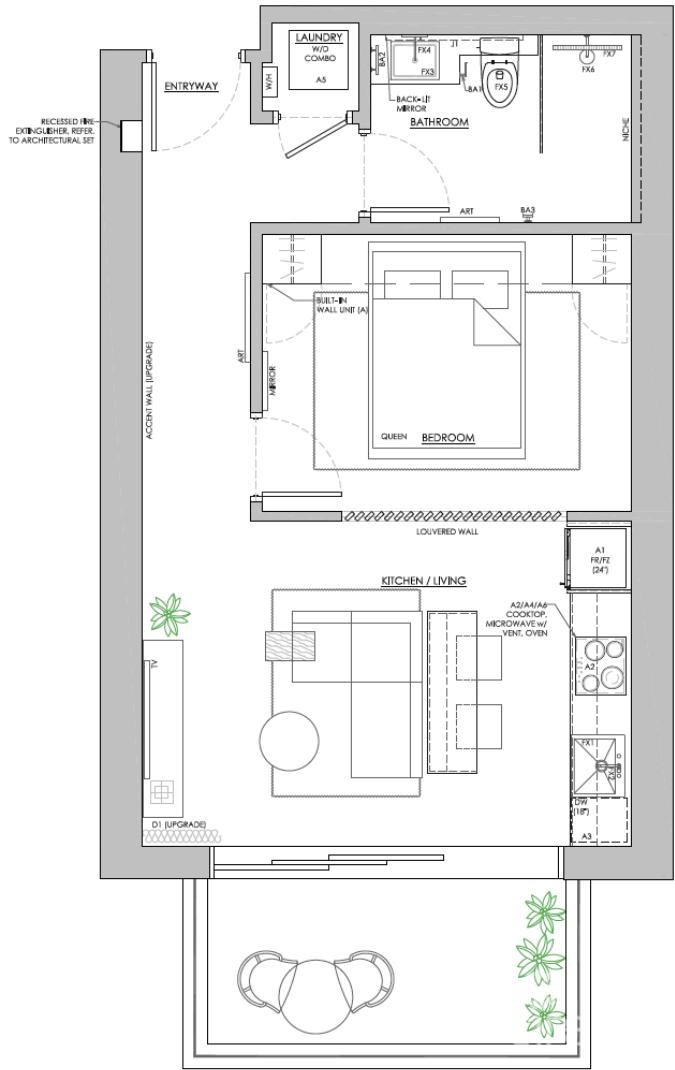 LAUNDRY
W/D
COMBO
A5
W/H
ENTRYWAY
RECESSED FIRE
EXTINGUISHER, REFER.
TO ARCHITECTURAL SET
BA2
FX4
FX3
J1
BA1
FX5
FX7
FX6
BACK-LIT
MIRROR
BATHROOM
NICHE
ART
BA3
BUILT-IN
WALL UNIT (A)
ART
MIRROR
ACCENT WALL (UPGRADE)
QUEEN
BEDROOM
LOUVERED WALL
A1
FR/FZ
(24")
KITCHEN / LIVING
A2/A4/A6
COOKTOP,
MICROWAVE w/
VENT, OVEN
A2
TV
FX1
FX2
DW
(18")
A3
D1 (UPGRADE)